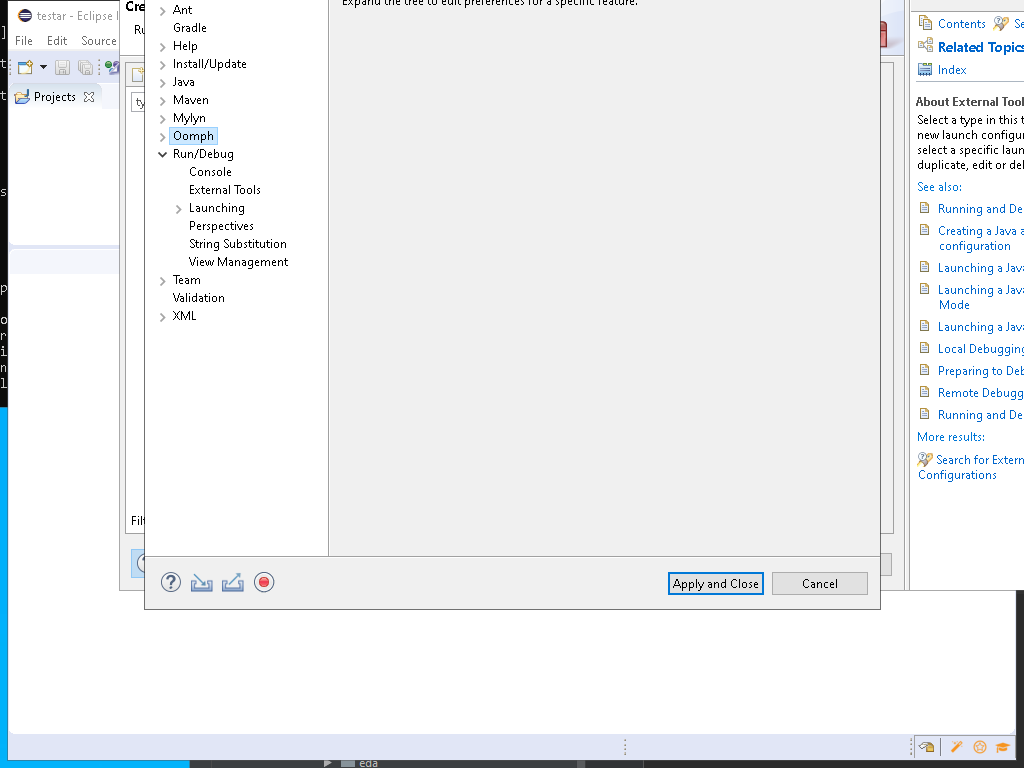 testar - Eclipse I
File Edit Source
Projects
Cre
Ru
ty
Filt
Expand the tree to edit preferences for a specific feature.
Ant
Gradle
Help
Install/Update
Java
Maven
Mylyn
Oomph
Run/Debug
Console
External Tools
Launching
Perspectives
String Substitution
View Management
Team
Validation
XML
Apply and Close
Cancel
Contents
Se
Related Topics
Index
About External Tool
Select a type in this t
new launch configur
select a specific laun
duplicate, edit or del
See also:
Running and De
Creating a Java a
configuration
Launching a Java
Launching a Java
Mode
Launching a Java
Local Debugging
Preparing to Deb
Remote Debugg
Running and De
More results:
Search for Extern
Configurations
eda